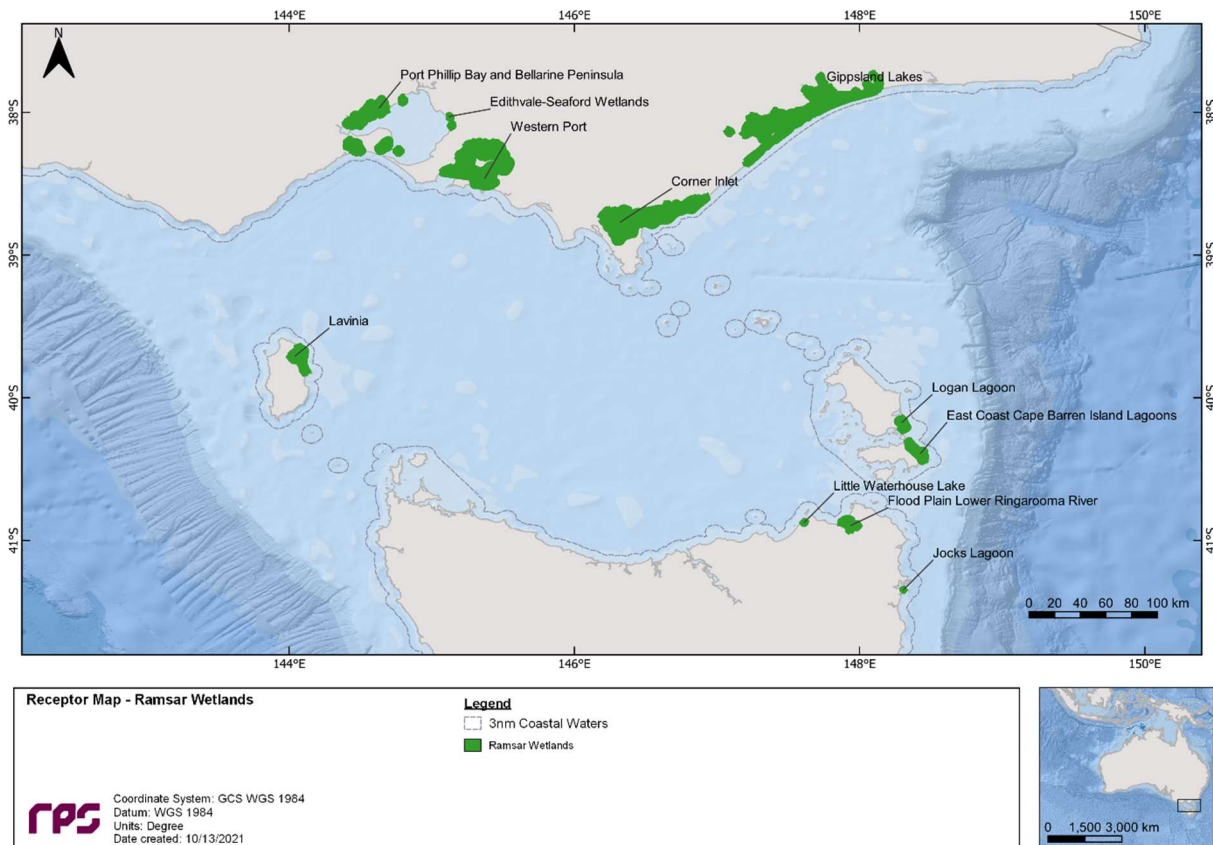 144°E 146°E 148°E 150°E
N
Port Phillip Bay and Bellarine Peninsula
Gippsland Lakes
Edithvale-Seaford Wetlands
38°S 38°S
Western Port
Corner Inlet
39°S 39°S
Lavinia
Logan Lagoon
40°S 40°S
East Coast Cape Barren Island Lagoons
Little Waterhouse Lake
Flood Plain Lower Ringarooma River
41°S 41°S
Jocks Lagoon
0 20 40 60 80 100 km
144°E 146°E 148°E 150°E
Receptor Map - Ramsar Wetlands
Legend
3nm Coastal Waters
Ramsar Wetlands
rps
Coordinate System: GCS WGS 1984
Datum: WGS 1984
Units: Degree
Date created: 10/13/2021
0 1,500 3,000 km